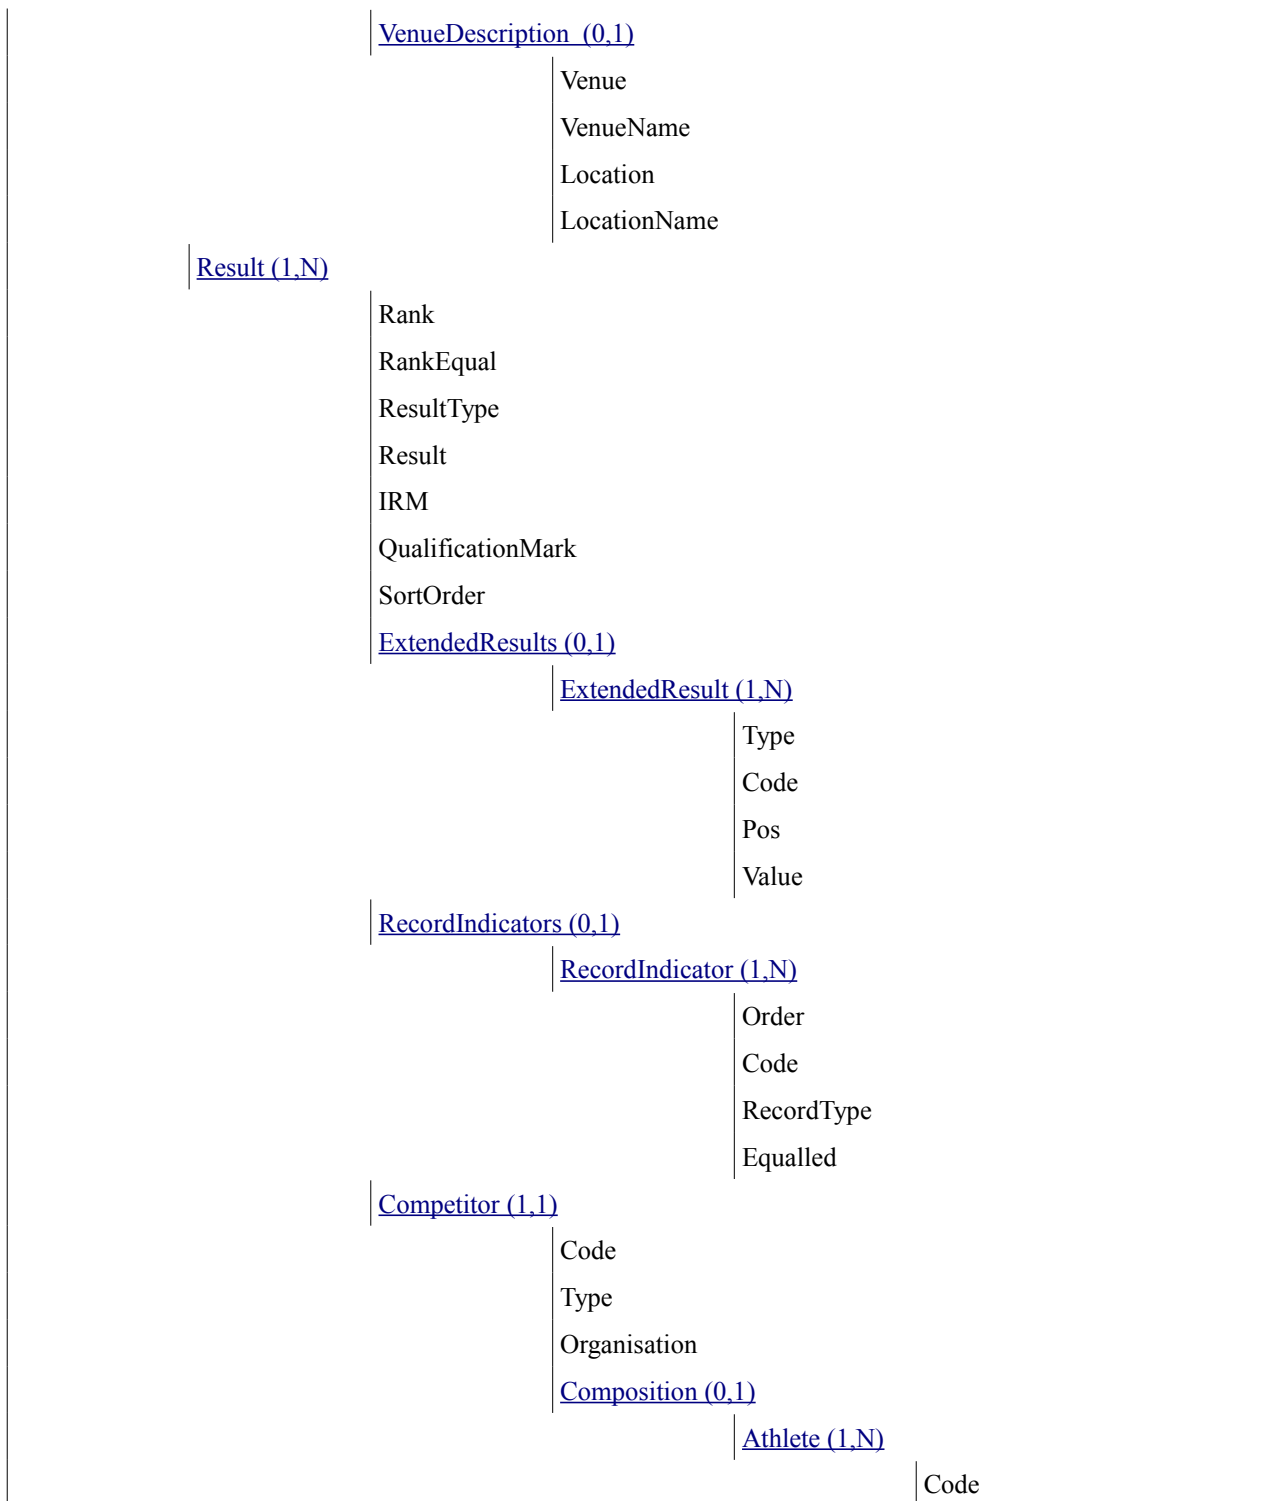 VenueDescription  (0,1)
Venue
VenueName
Location
LocationName
Result (1,N)
Rank
RankEqual
ResultType
Result
IRM
QualificationMark
SortOrder
ExtendedResults (0,1)
ExtendedResult (1,N)
Type
Code
Pos
Value
RecordIndicators (0,1)
RecordIndicator (1,N)
Order
Code
RecordType
Equalled
Competitor (1,1)
Code
Type
Organisation
Composition (0,1)
Athlete (1,N)
Code